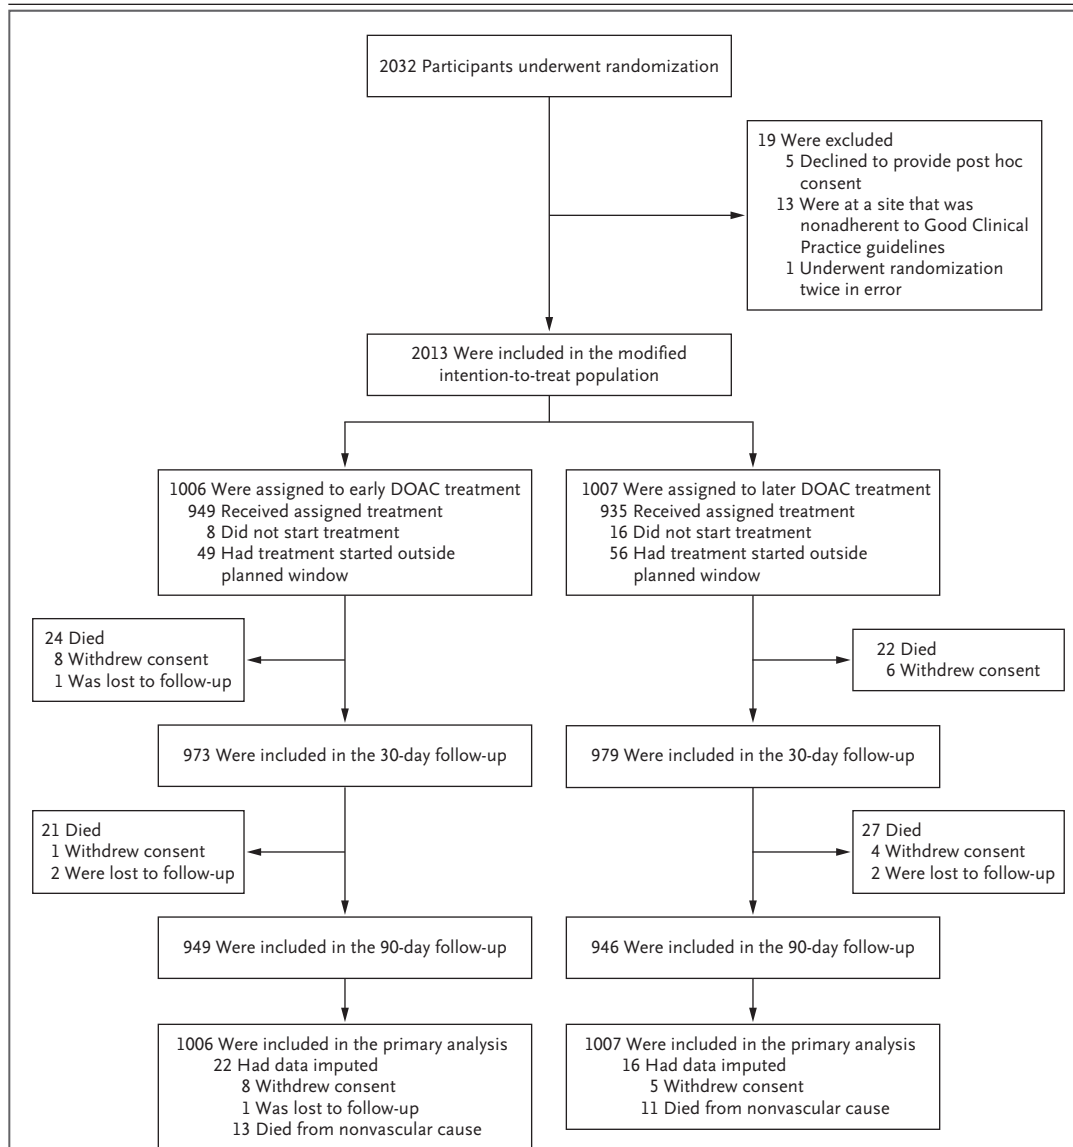 2032 Participants underwent randomization
19 Were excluded
5 Declined to provide post hoc
consent
13 Were at a site that was
nonadherent to Good Clinical
Practice guidelines
1 Underwent randomization
twice in error
2013 Were included in the modified
intention-to-treat population
1006 Were assigned to early DOAC treatment
949 Received assigned treatment
8 Did not start treatment
49 Had treatment started outside
planned window
1007 Were assigned to later DOAC treatment
935 Received assigned treatment
16 Did not start treatment
56 Had treatment started outside
planned window
24 Died
8 Withdrew consent
1 Was lost to follow-up
22 Died
6 Withdrew consent
973 Were included in the 30-day follow-up
979 Were included in the 30-day follow-up
21 Died
1 Withdrew consent
2 Were lost to follow-up
27 Died
4 Withdrew consent
2 Were lost to follow-up
949 Were included in the 90-day follow-up
946 Were included in the 90-day follow-up
1006 Were included in the primary analysis
22 Had data imputed
8 Withdrew consent
1 Was lost to follow-up
13 Died from nonvascular cause
1007 Were included in the primary analysis
16 Had data imputed
5 Withdrew consent
11 Died from nonvascular cause